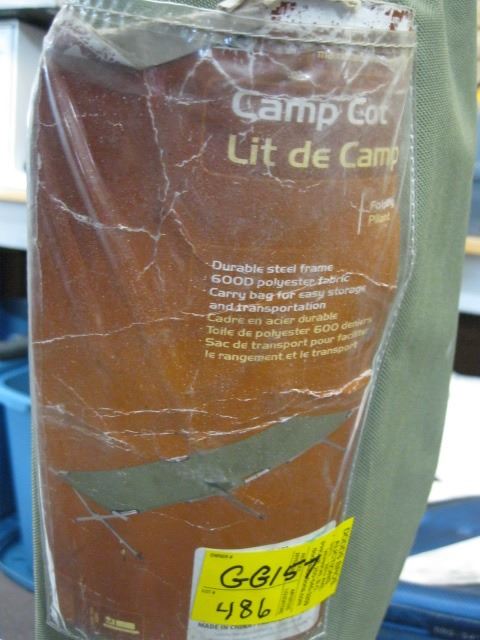 Camp Cot
Lit de Camp
Folding
Pliant
Durable steel frame
600D polyester fabric
Carry bag for easy storage
and transportation
Cadre en acier durable
Toile de polyester 600 deniers
Sac de transport pour faciliter
le rangement et le transport
OWNER #
GG157
LOT #
486
MADE IN CHINA